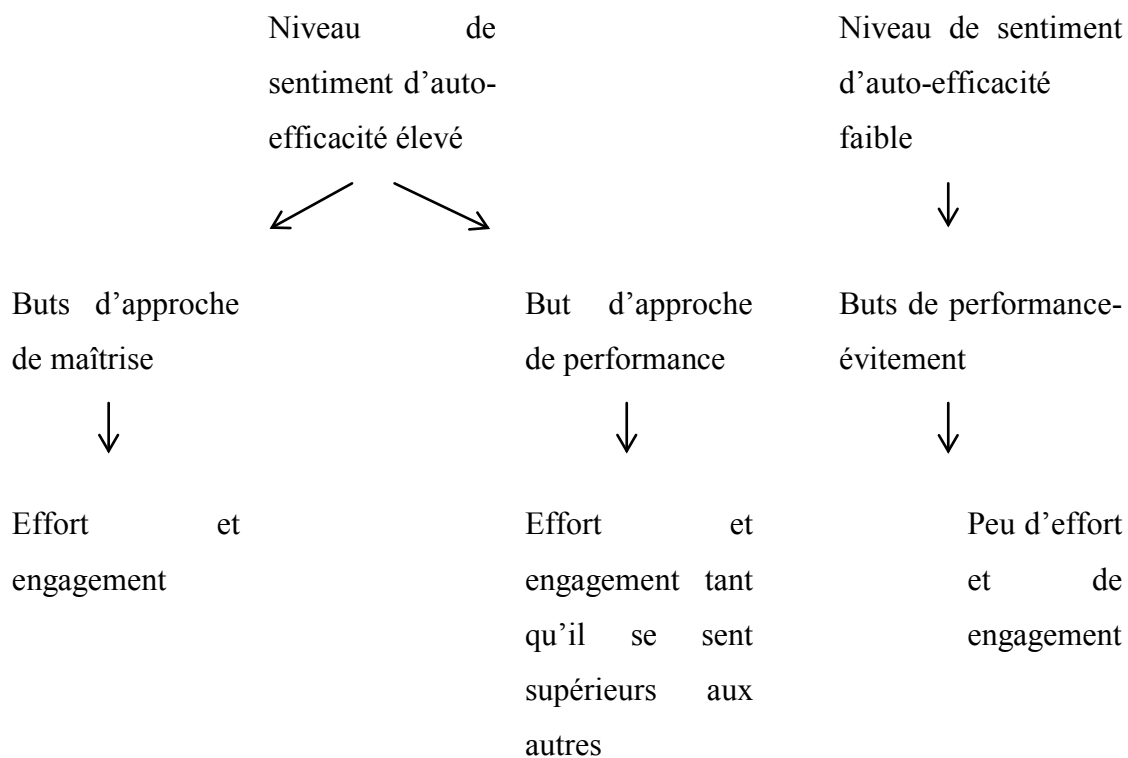 Niveau de
sentiment d'auto-
efficacité élevé
Niveau de sentiment
d'auto-efficacité
faible
Buts d'approche
de maîtrise
But d'approche
de performance
Buts de performance-
évitement
Effort et
engagement
Effort et
engagement tant
qu'il se sent
supérieurs aux
autres
Peu d'effort
et de
engagement